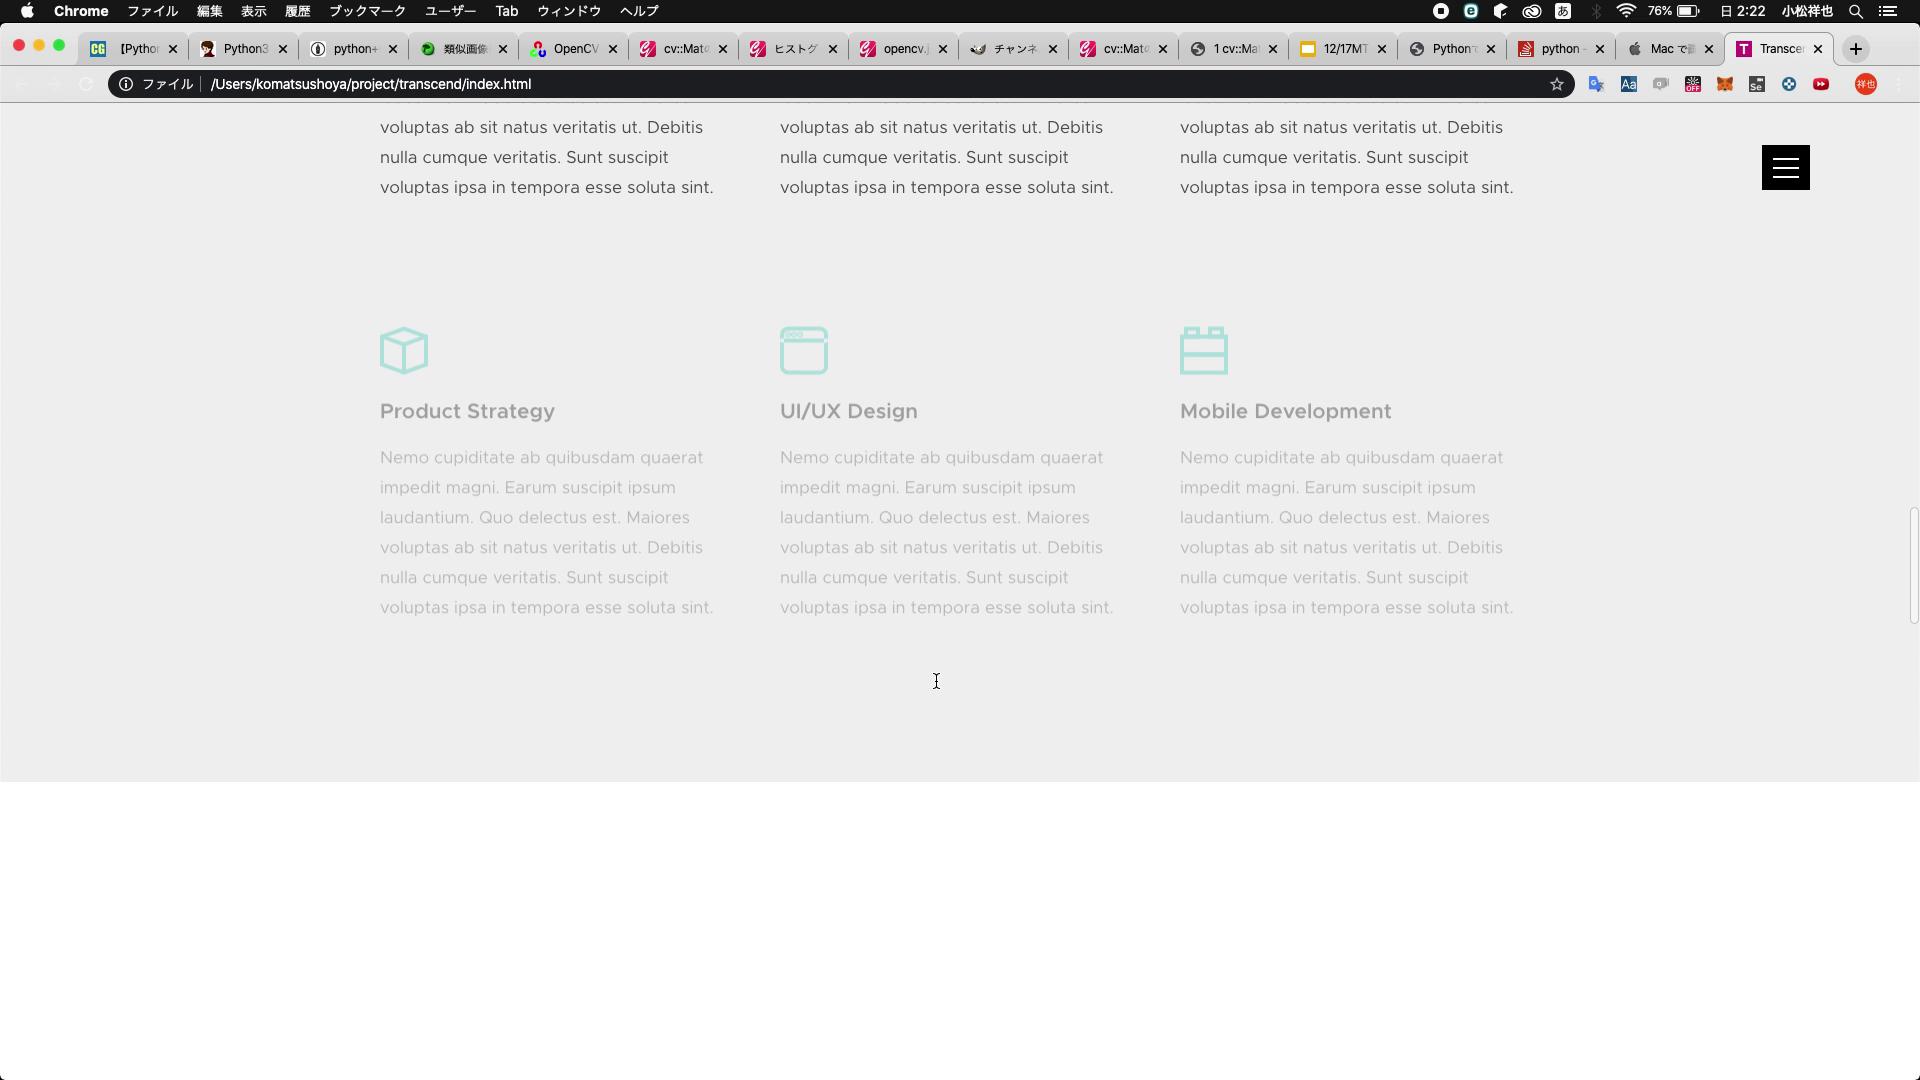 Chrome ファイル 編集 表示 履歴 ブックマーク ユーザー Tab ウィンドウ ヘルプ 76% 日 2:22 小松祥也
【Pythor Python3 python+ 類似画像 OpenCV cv::Mat ヒストグ opencv.j チャンネ cv::Mat 1 cv::Ma 12/17MT Pythonで python - Mac で Transcer
ファイル /Users/komatsushoya/project/transcend/index.html
voluptas ab sit natus veritatis ut. Debitis voluptas ab sit natus veritatis ut. Debitis voluptas ab sit natus veritatis ut. Debitis
nulla cumque veritatis. Sunt suscipit nulla cumque veritatis. Sunt suscipit nulla cumque veritatis. Sunt suscipit
voluptas ipsa in tempora esse soluta sint. voluptas ipsa in tempora esse soluta sint. voluptas ipsa in tempora esse soluta sint.
Product Strategy
Nemo cupiditate ab quibusdam quaerat
impedit magni. Earum suscipit ipsum
laudantium. Quo delectus est. Maiores
voluptas ab sit natus veritatis ut. Debitis
nulla cumque veritatis. Sunt suscipit
voluptas ipsa in tempora esse soluta sint.
UI/UX Design
Nemo cupiditate ab quibusdam quaerat
impedit magni. Earum suscipit ipsum
laudantium. Quo delectus est. Maiores
voluptas ab sit natus veritatis ut. Debitis
nulla cumque veritatis. Sunt suscipit
voluptas ipsa in tempora esse soluta sint.
Mobile Development
Nemo cupiditate ab quibusdam quaerat
impedit magni. Earum suscipit ipsum
laudantium. Quo delectus est. Maiores
voluptas ab sit natus veritatis ut. Debitis
nulla cumque veritatis. Sunt suscipit
voluptas ipsa in tempora esse soluta sint.